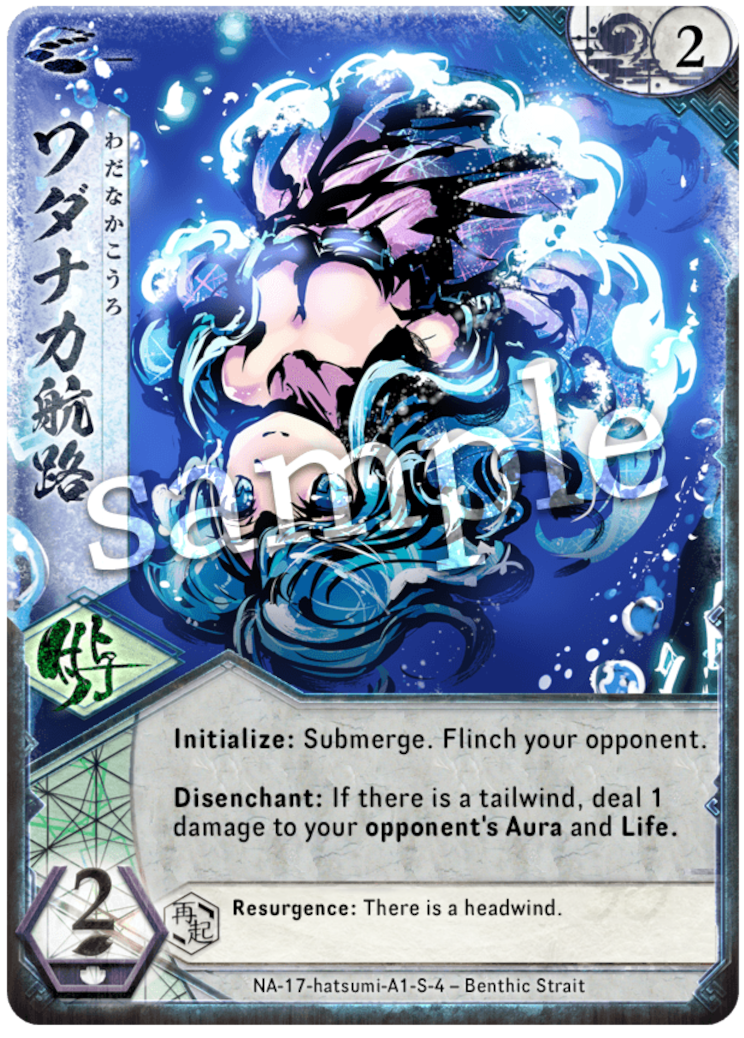 2
わだなかこうろ
ワダナカ航路
sample
Initialize: Submerge. Flinch your opponent.
Disenchant: If there is a tailwind, deal 1
damage to your opponent's Aura and Life.
2
再起
Resurgence: There is a headwind.
NA-17-hatsumi-A1-S-4 – Benthic Strait